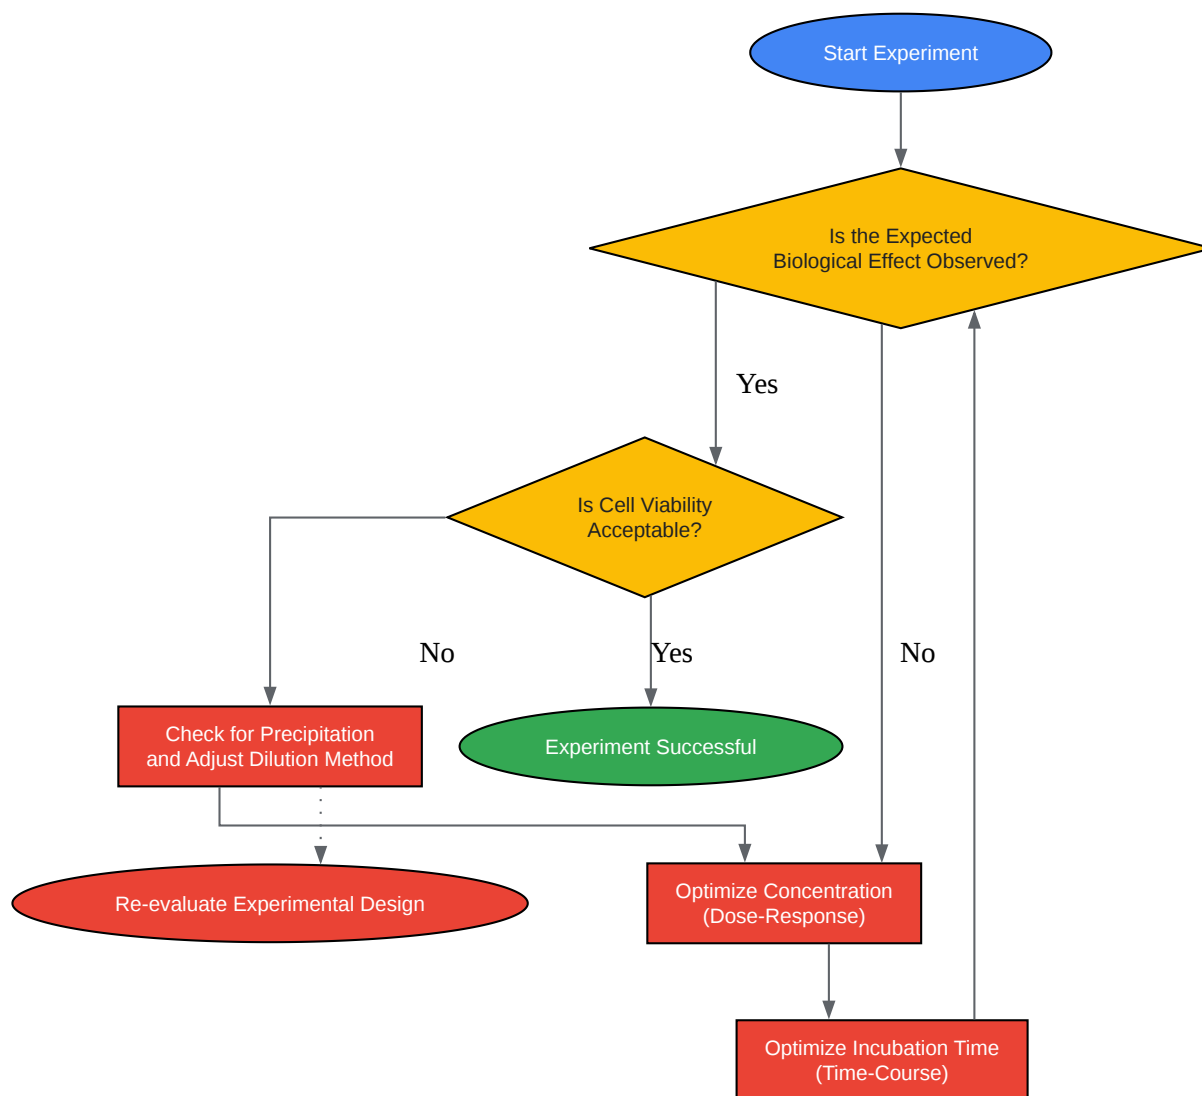 Start Experiment
Is the Expected
Biological Effect Observed?
Yes
Is Cell Viability
Acceptable?
No
Yes
No
Check for Precipitation
and Adjust Dilution Method
Experiment Successful
Re-evaluate Experimental Design
Optimize Concentration
(Dose-Response)
Optimize Incubation Time
(Time-Course)